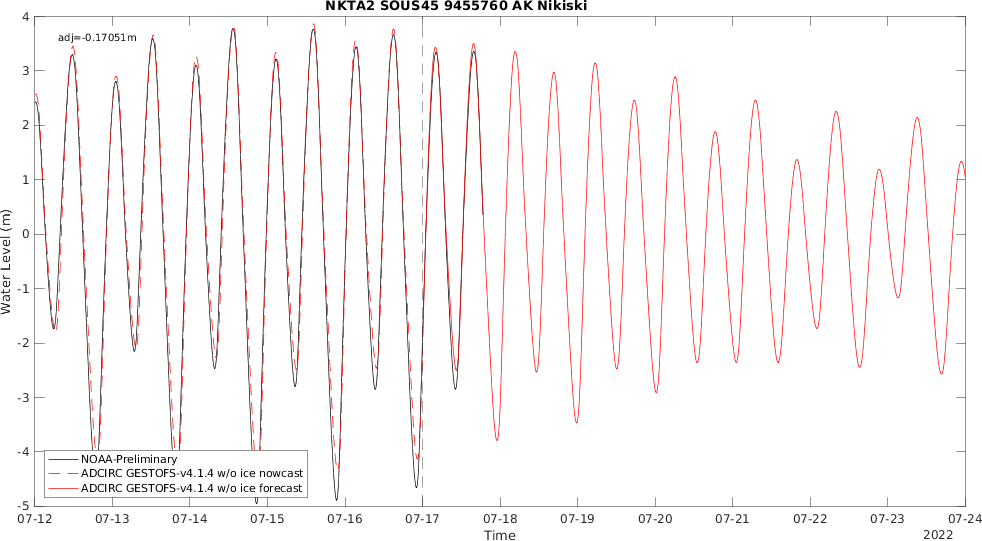 NKTA2 SOUS45 9455760 AK Nikiski
adj=-0.17051m
4
3
2
1
0
-1
-2
-3
-4
-5
Water Level (m)
NOAA-Preliminary
ADCIRC GESTOFS-v4.1.4 w/o ice nowcast
ADCIRC GESTOFS-v4.1.4 w/o ice forecast
07-12 07-13 07-14 07-15 07-16 07-17 07-18 07-19 07-20 07-21 07-22 07-23 07-24
Time
2022